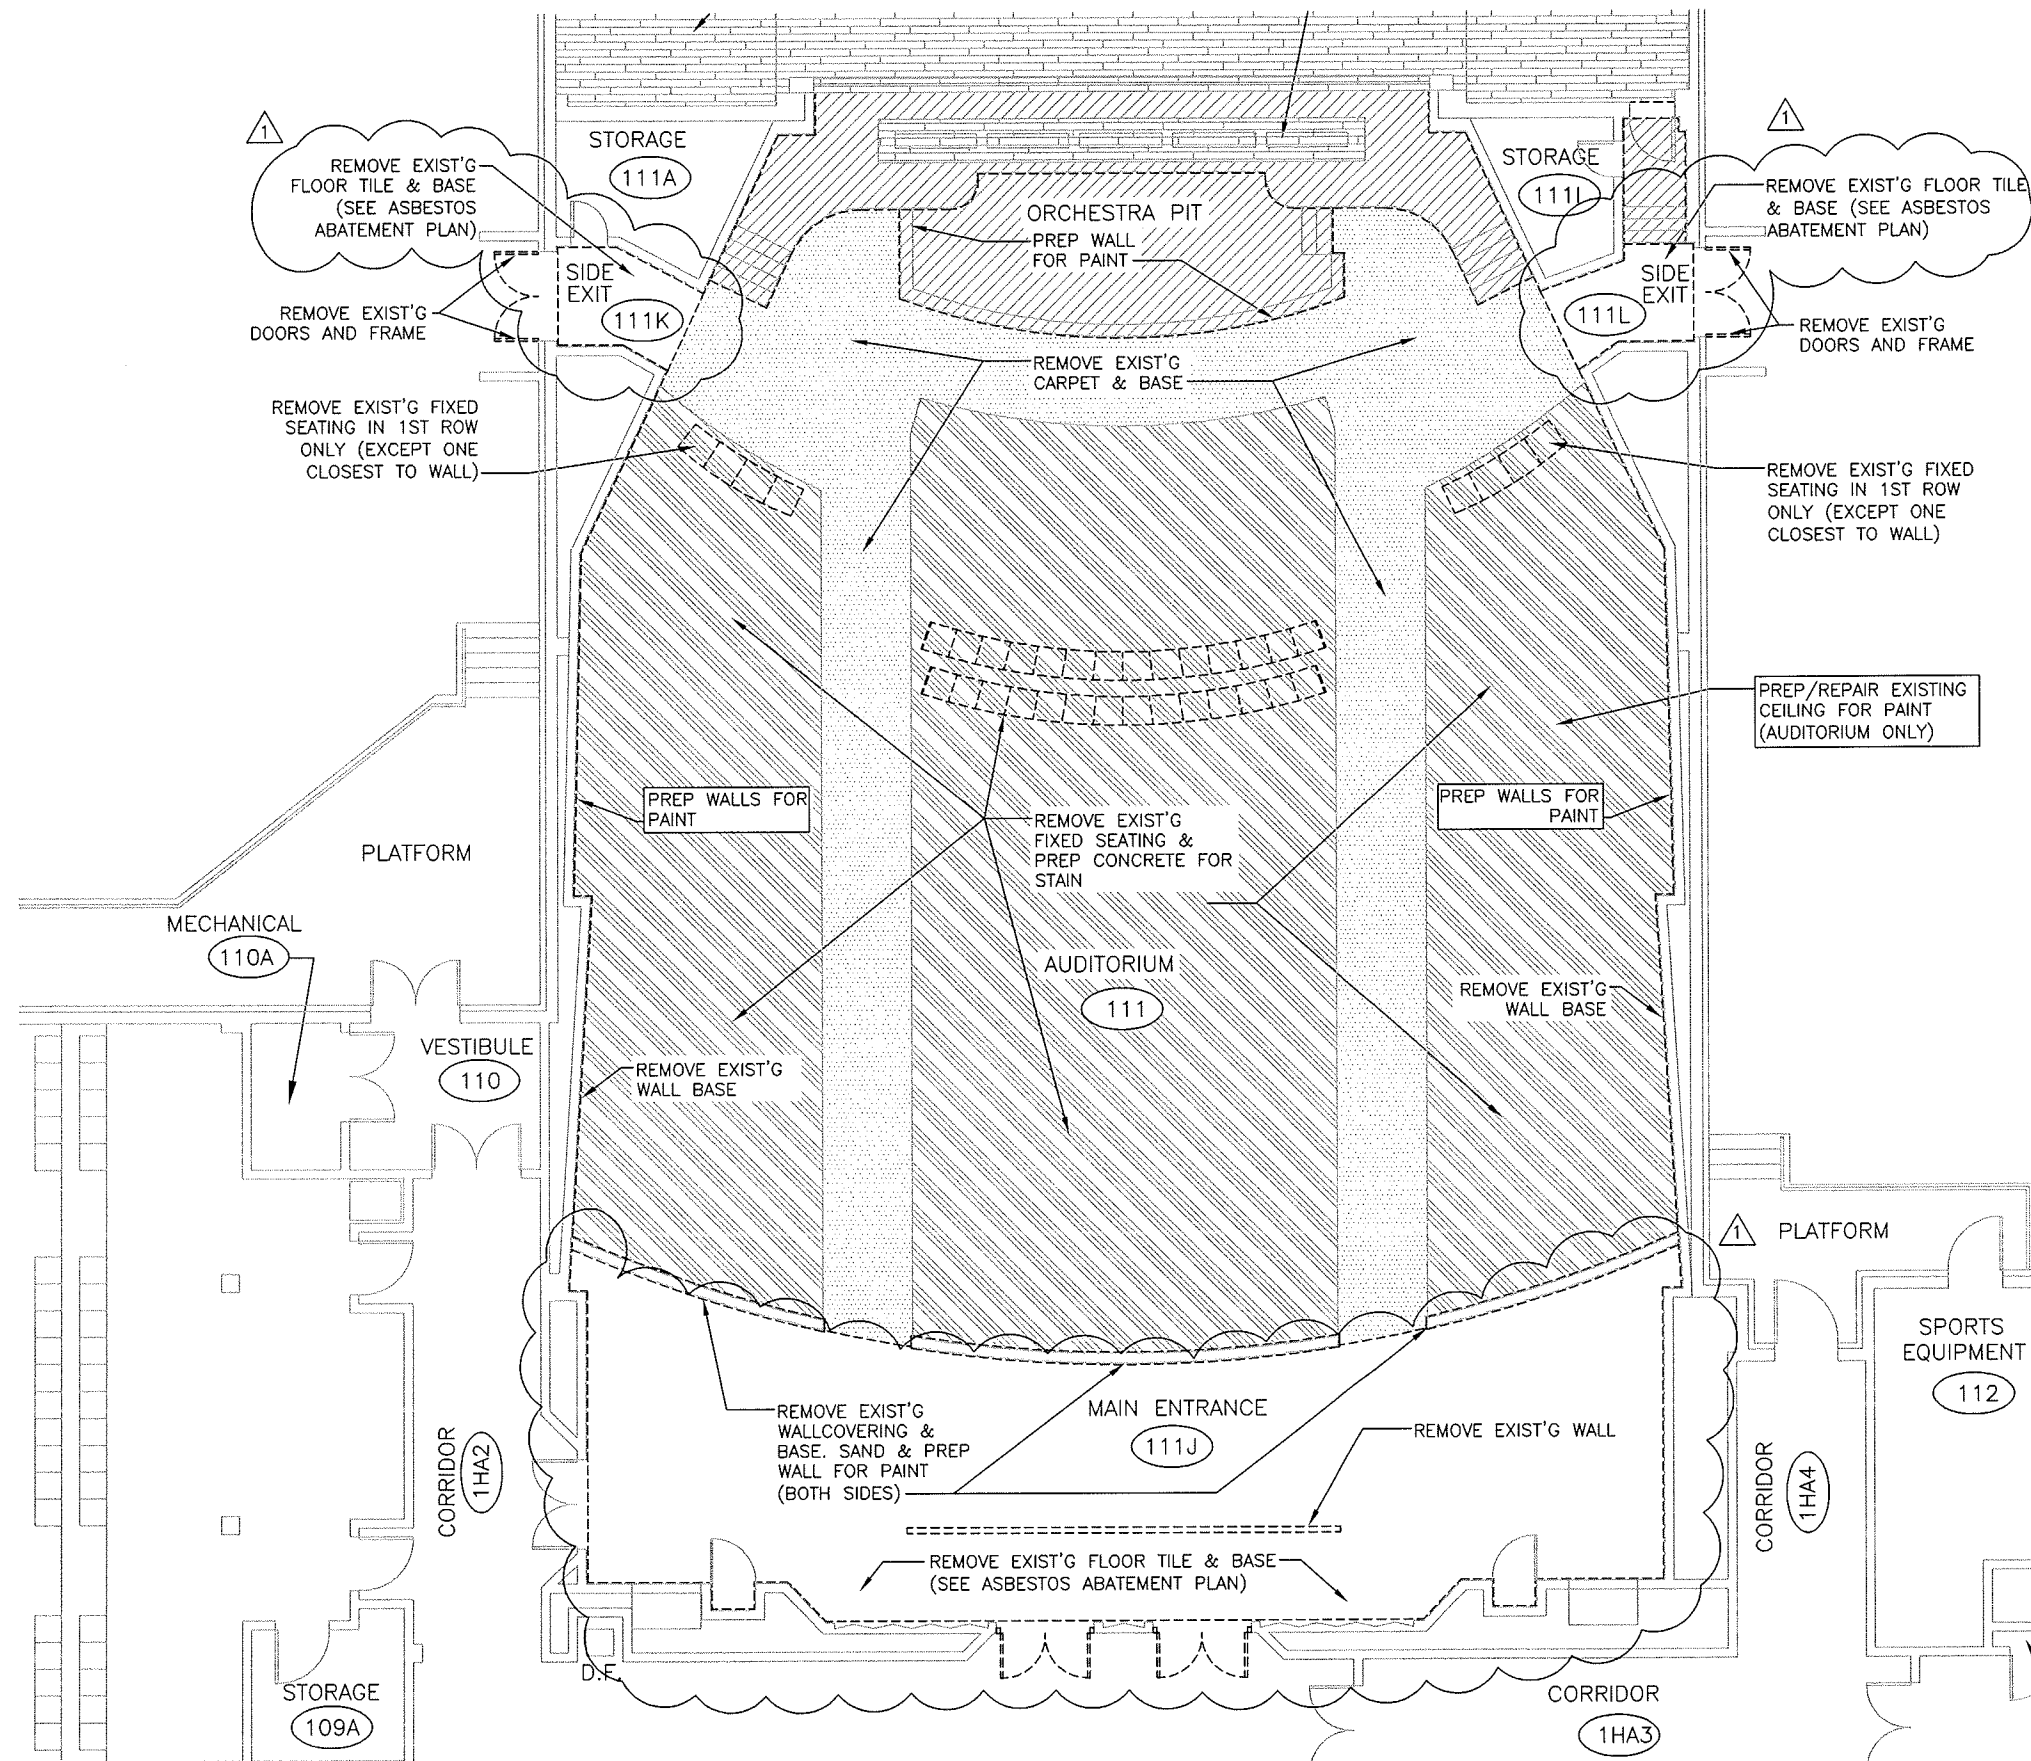 1
REMOVE EXIST'G
FLOOR TILE & BASE
(SEE ASBESTOS
ABATEMENT PLAN)
STORAGE
111A
SIDE
EXIT
111K
REMOVE EXIST'G
DOORS AND FRAME
REMOVE EXIST'G FIXED
SEATING IN 1ST ROW
ONLY (EXCEPT ONE
CLOSEST TO WALL)
ORCHESTRA PIT
PREP WALL
FOR PAINT
REMOVE EXIST'G
CARPET & BASE
STORAGE
111I
1
REMOVE EXIST'G FLOOR TILE
& BASE (SEE ASBESTOS
ABATEMENT PLAN)
SIDE
EXIT
111L
REMOVE EXIST'G
DOORS AND FRAME
REMOVE EXIST'G FIXED
SEATING IN 1ST ROW
ONLY (EXCEPT ONE
CLOSEST TO WALL)
PREP/REPAIR EXISTING
CEILING FOR PAINT
(AUDITORIUM ONLY)
PREP WALLS FOR
PAINT
REMOVE EXIST'G
FIXED SEATING &
PREP CONCRETE FOR
STAIN
PREP WALLS FOR
PAINT
PLATFORM
MECHANICAL
110A
AUDITORIUM
111
REMOVE EXIST'G
WALL BASE
VESTIBULE
110
REMOVE EXIST'G
WALL BASE
1
PLATFORM
SPORTS
EQUIPMENT
112
REMOVE EXIST'G
WALLCOVERING &
BASE. SAND & PREP
WALL FOR PAINT
(BOTH SIDES)
MAIN ENTRANCE
111J
REMOVE EXIST'G WALL
CORRIDOR
1HA2
CORRIDOR
1HA4
REMOVE EXIST'G FLOOR TILE & BASE
(SEE ASBESTOS ABATEMENT PLAN)
D.F.
STORAGE
109A
CORRIDOR
1HA3